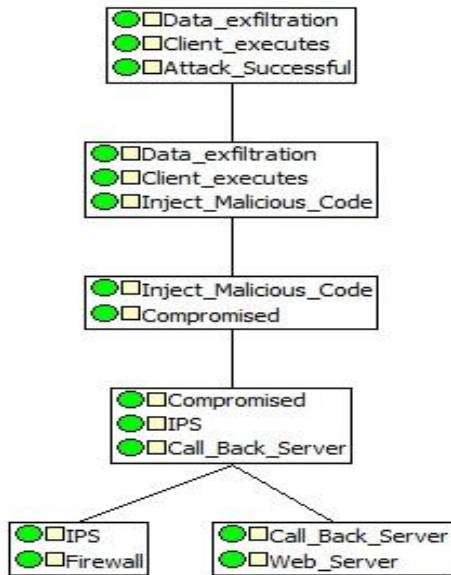 Data_exfiltration
Client_executes
Attack_Successful
Data_exfiltration
Client_executes
Inject_Malicious_Code
Inject_Malicious_Code
Compromised
Compromised
IPS
Call_Back_Server
IPS
Firewall
Call_Back_Server
Web_Server